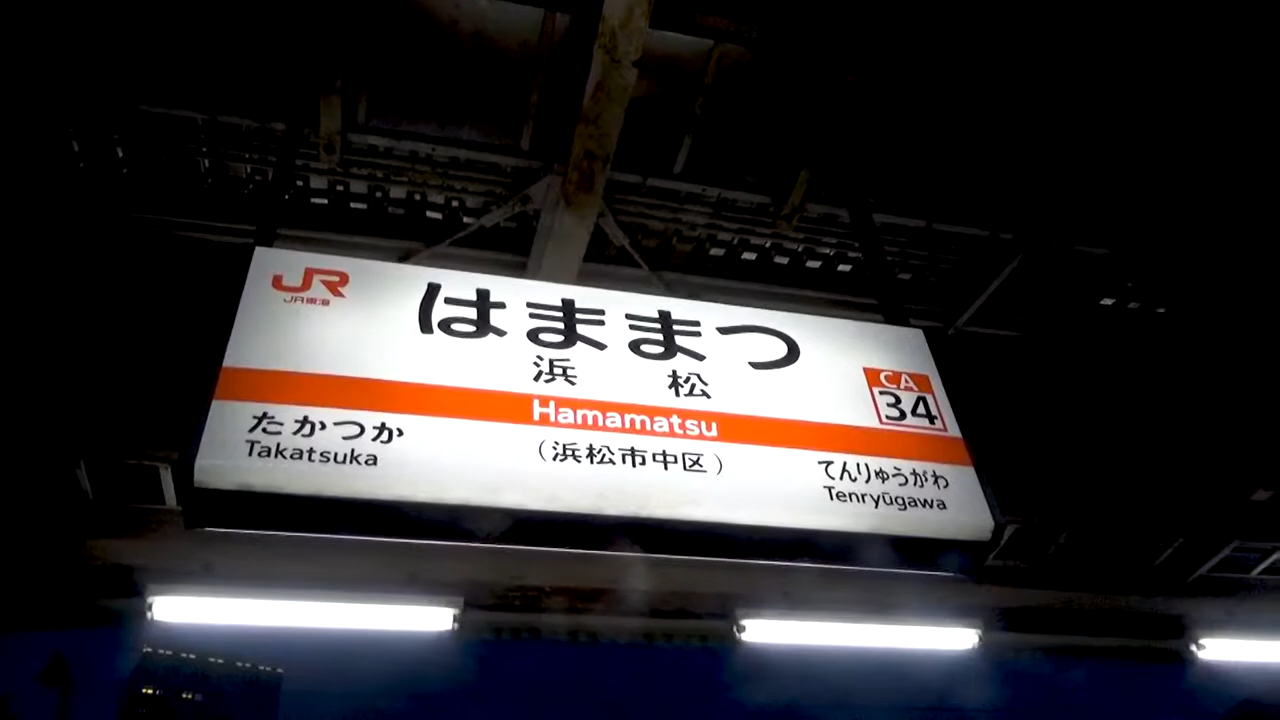 JR
JR東海
はままつ
浜 松
CA
34
Hamamatsu
たかつか
Takatsuka
(浜松市中区)
てんりゅうがわ
Tenryūgawa